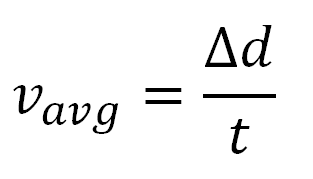 v_avg = Δd / t